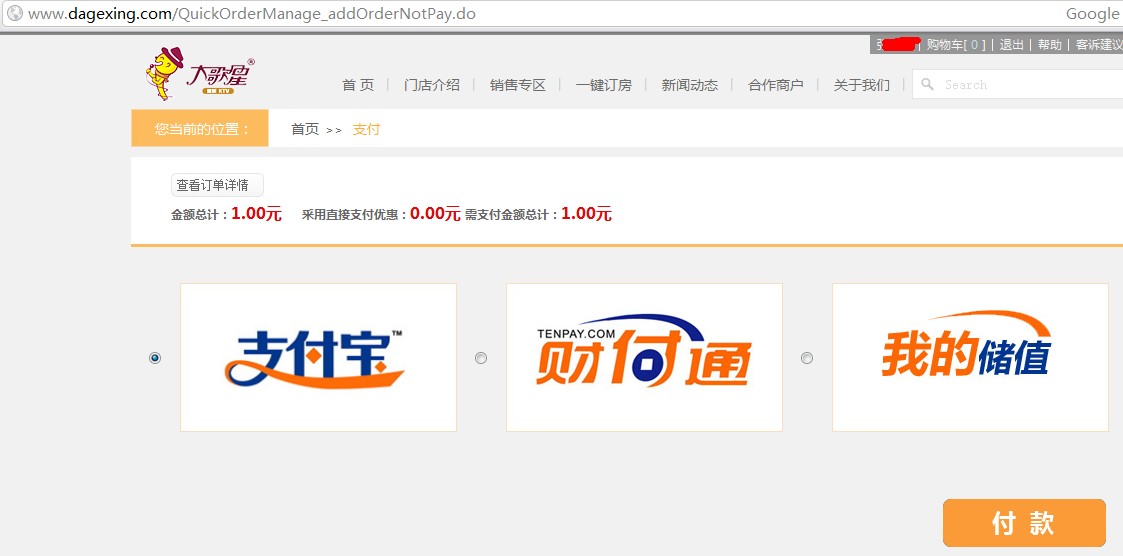 www.dagexing.com/QuickOrderManage_addOrderNotPay.do Google
购物车[ 0 ] | 退出 | 帮助 | 客诉建议
大歌星
KTV
首 页 | 门店介绍 | 销售专区 | 一键订房 | 新闻动态 | 合作商户 | 关于我们 | Search
您当前的位置： 首页 >> 支付
查看订单详情
金额总计：1.00元 采用直接支付优惠：0.00元 需支付金额总计：1.00元
支付宝™
TENPAY.COM
财付通
我的储值
付 款